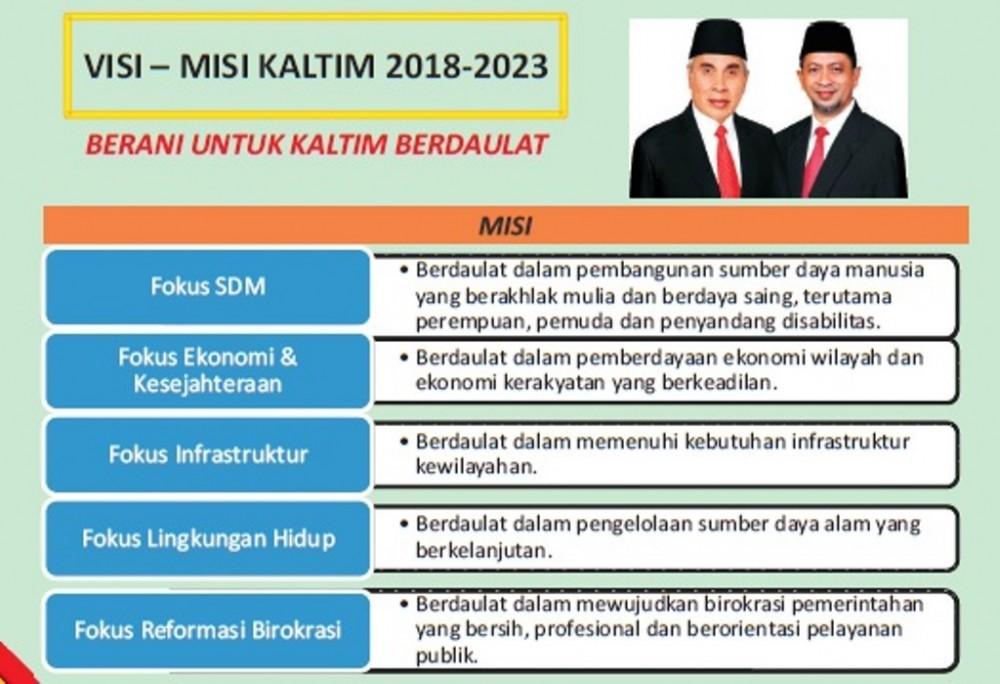 VISI – MISI KALTIM 2018-2023
BERANI UNTUK KALTIM BERDAULAT
MISI
Fokus SDM
• Berdaulat dalam pembangunan sumber daya manusia
yang berakhlak mulia dan berdaya saing, terutama
perempuan, pemuda dan penyandang disabilitas.
Fokus Ekonomi &
Kesejahteraan
• Berdaulat dalam pemberdayaan ekonomi wilayah dan
ekonomi kerakyatan yang berkeadilan.
Fokus Infrastruktur
• Berdaulat dalam memenuhi kebutuhan infrastruktur
kewilayahan.
Fokus Lingkungan Hidup
• Berdaulat dalam pengelolaan sumber daya alam yang
berkelanjutan.
Fokus Reformasi Birokrasi
• Berdaulat dalam mewujudkan birokrasi pemerintahan
yang bersih, profesional dan berorientasi pelayanan
publik.